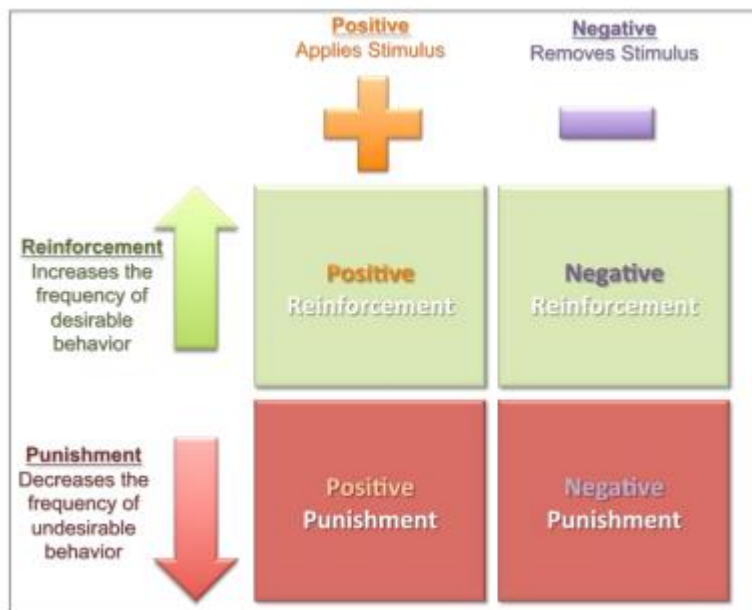 Positive
Applies Stimulus
Negative
Removes Stimulus
Reinforcement
Increases the
frequency of
desirable
behavior
Positive
Reinforcement
Negative
Reinforcement
Punishment
Decreases the
frequency of
undesirable
behavior
Positive
Punishment
Negative
Punishment